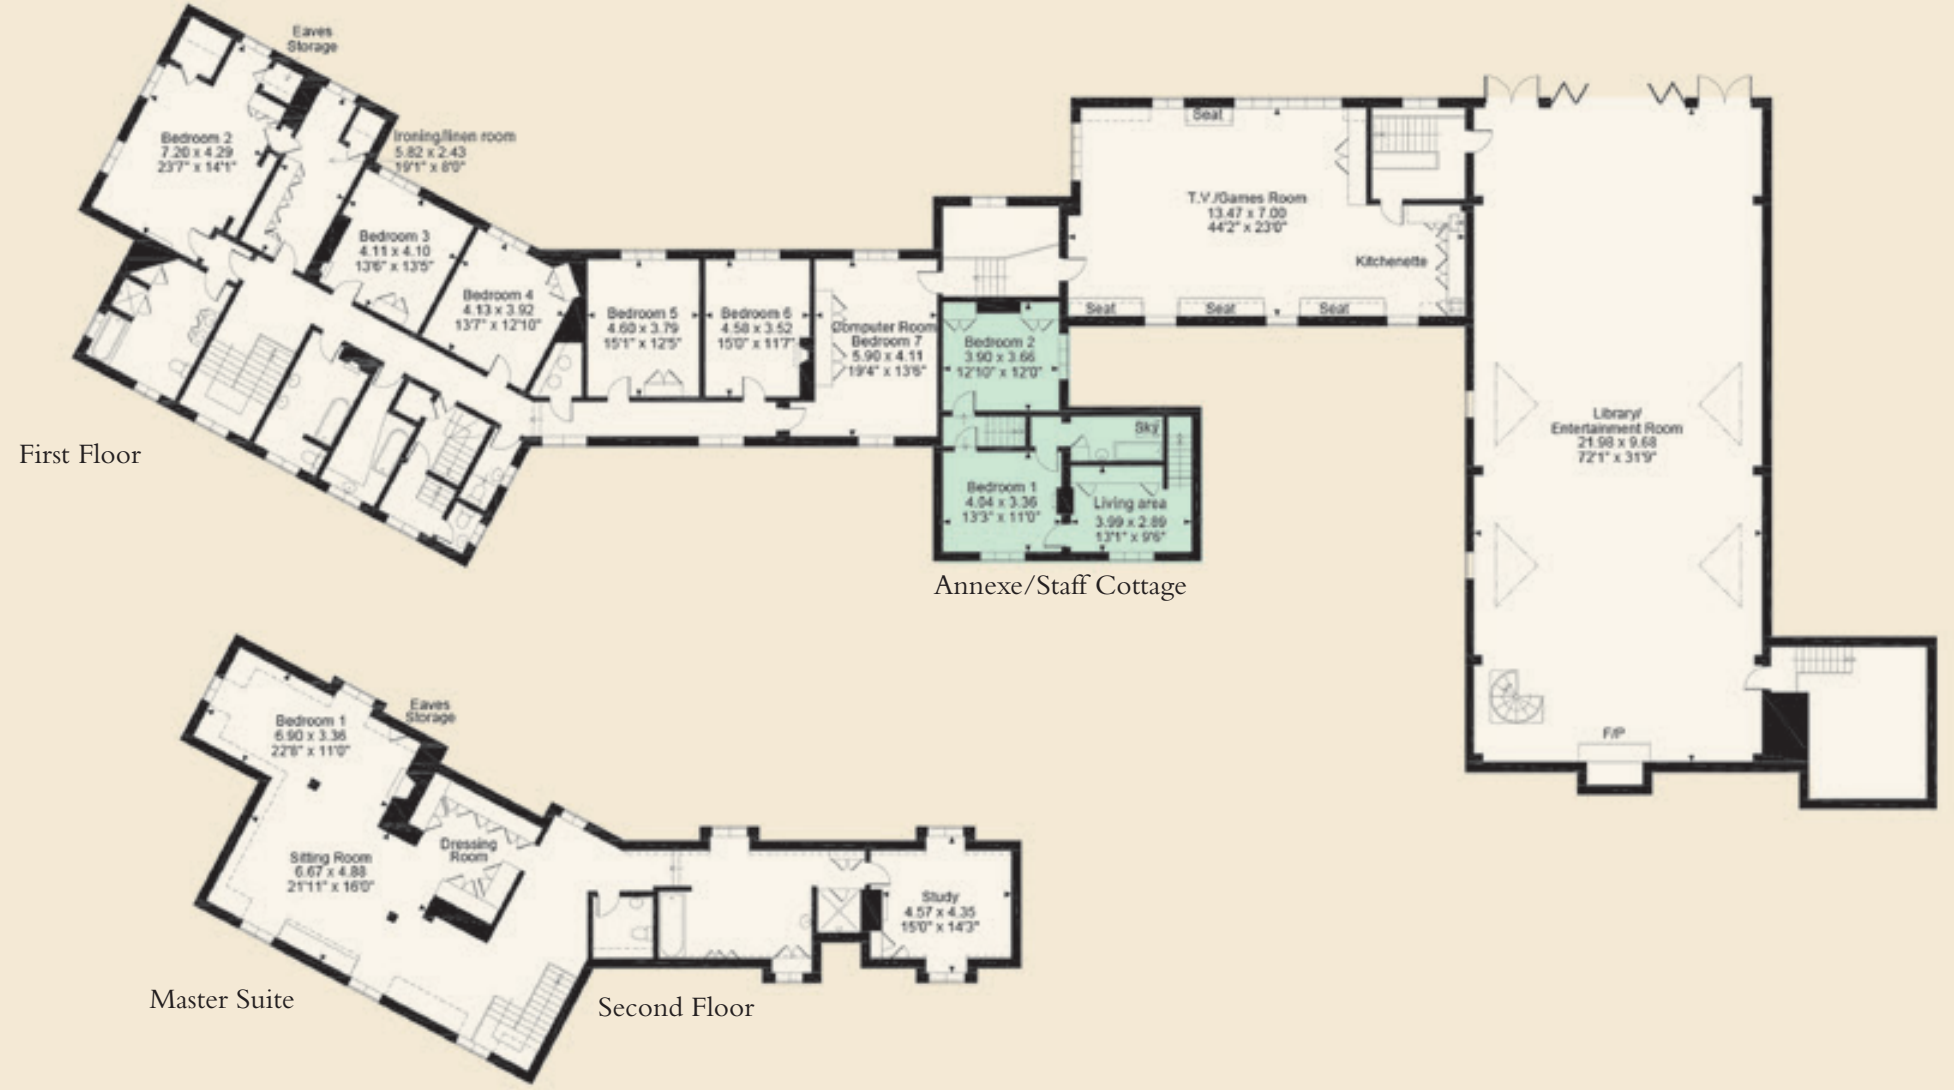 Eaves
Storage
Bedroom 2
7.20 x 4.29
23'7" x 14'1"
Ironing/linen room
5.82 x 2.43
19'1" x 8'0"
Bedroom 3
4.11 x 4.10
13'6" x 13'5"
Bedroom 4
4.13 x 3.92
13'7" x 12'10"
Bedroom 5
4.60 x 3.79
15'1" x 12'5"
Bedroom 6
4.58 x 3.52
15'0" x 11'7"
Computer Room
Bedroom 7
5.90 x 4.11
19'4" x 13'6"
Seat
T.V./Games Room
13.47 x 7.00
44'2" x 23'0"
Kitchenette
Seat
Seat
Seat
Bedroom 2
3.90 x 3.66
12'10" x 12'0"
Sky
Bedroom 1
4.04 x 3.36
13'3" x 11'0"
Living area
3.99 x 2.89
13'1" x 9'6"
Library/
Entertainment Room
21.98 x 9.68
72'1" x 31'9"
F/P
First Floor
Annexe/Staff Cottage
Bedroom 1
6.90 x 3.36
22'8" x 11'0"
Eaves
Storage
Dressing
Room
Sitting Room
6.67 x 4.88
21'11" x 16'0"
Study
4.57 x 4.35
15'0" x 14'3"
Master Suite
Second Floor